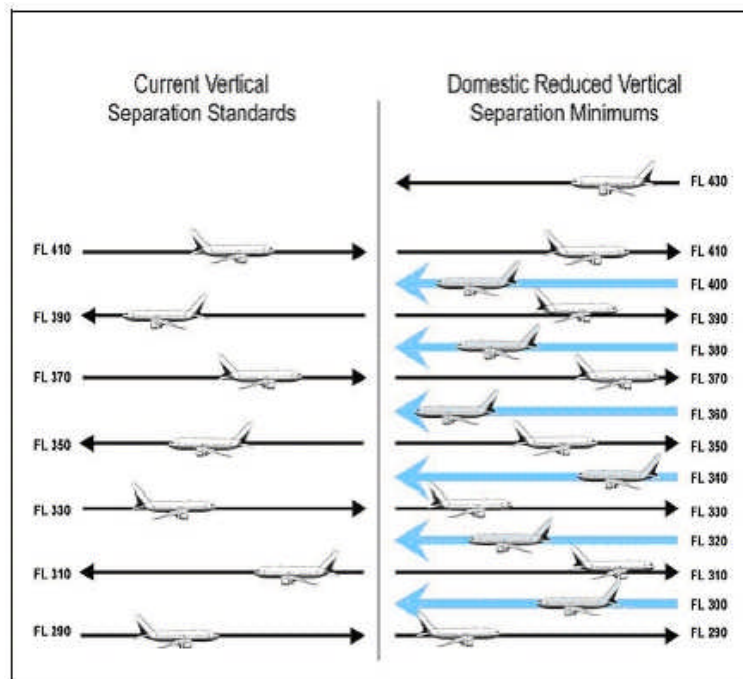 Current Vertical
Separation Standards
Domestic Reduced Vertical
Separation Minimums
FL 410
FL 390
FL 370
FL 350
FL 330
FL 310
FL 290
FL 430
FL 410
FL 400
FL 390
FL 380
FL 370
FL 360
FL 350
FL 340
FL 330
FL 320
FL 310
FL 300
FL 290